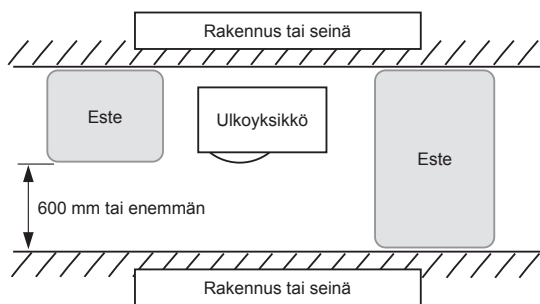 Rakennus tai seinä
Este
Ulkoyksikkö
Este
600 mm tai enemmän
Rakennus tai seinä